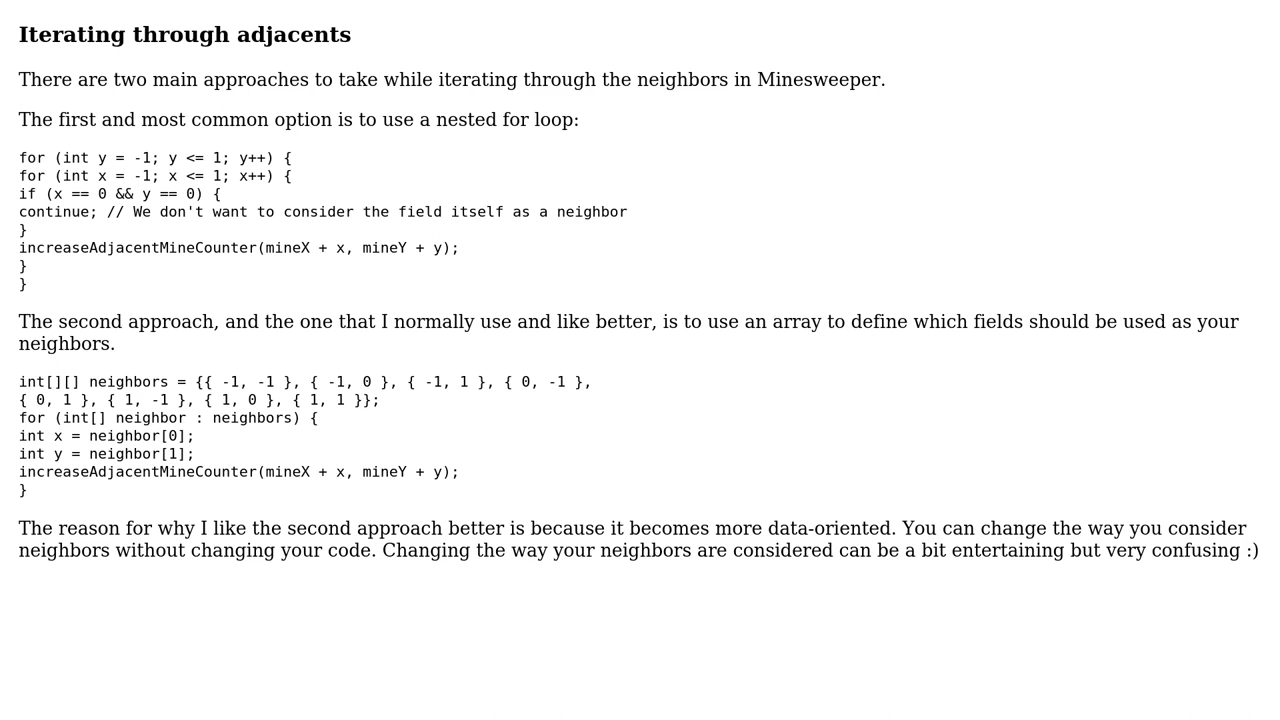 Iterating through adjacents
There are two main approaches to take while iterating through the neighbors in Minesweeper.
The first and most common option is to use a nested for loop:
for (int y = -1; y <= 1; y++) {
for (int x = -1; x <= 1; x++) {
if (x == 0 && y == 0) {
continue; // We don't want to consider the field itself as a neighbor
}
increaseAdjacentMineCounter(mineX + x, mineY + y);
}
}
The second approach, and the one that I normally use and like better, is to use an array to define which fields should be used as your
neighbors.
int[][] neighbors = {{ -1, -1 }, { -1, 0 }, { -1, 1 }, { 0, -1 },
{ 0, 1 }, { 1, -1 }, { 1, 0 }, { 1, 1 }};
for (int[] neighbor : neighbors) {
int x = neighbor[0];
int y = neighbor[1];
increaseAdjacentMineCounter(mineX + x, mineY + y);
}
The reason for why I like the second approach better is because it becomes more data-oriented. You can change the way you consider
neighbors without changing your code. Changing the way your neighbors are considered can be a bit entertaining but very confusing :)